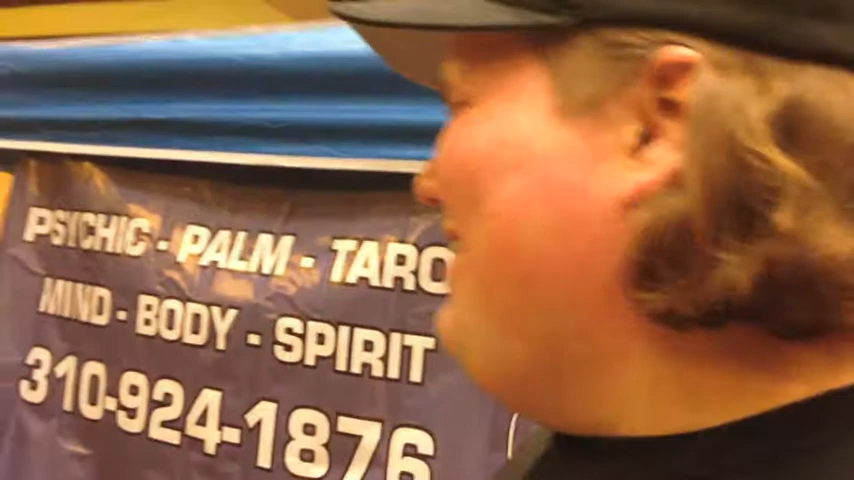 PSYCHIC - PALM - TARO
MIND - BODY - SPIRIT
310-924-1876